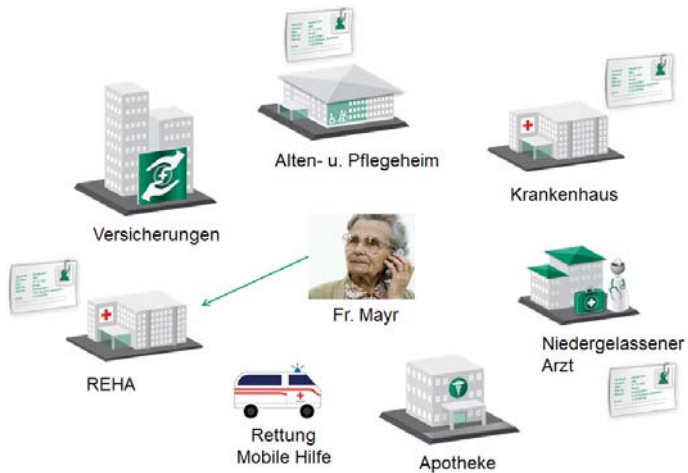 Alten- u. Pflegeheim
Krankenhaus
Versicherungen
Fr. Mayr
Niedergelassener
Arzt
REHA
Rettung
Mobile Hilfe
Apotheke